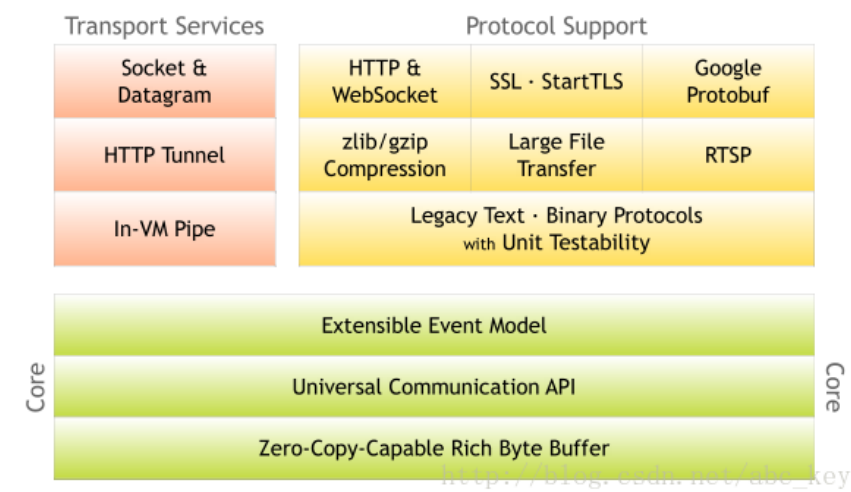 Transport Services
Protocol Support
Socket &
Datagram
HTTP &
WebSocket
SSL · StartTLS
Google
Protobuf
HTTP Tunnel
zlib/gzip
Compression
Large File
Transfer
RTSP
In-VM Pipe
Legacy Text · Binary Protocols
with Unit Testability
Core
Extensible Event Model
Universal Communication API
Zero-Copy-Capable Rich Byte Buffer
Core
http://blog.csdn.net/abc_key